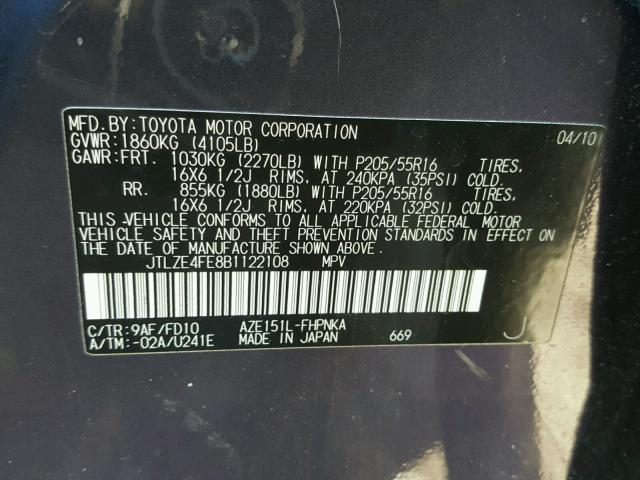 MFD.BY:TOYOTA MOTOR CORPORATION 04/10
GVWR:1860KG (4105LB)
GAWR:FRT. 1030KG (2270LB) WITH P205/55R16 TIRES,
16X6 1/2J RIMS, AT 240KPA (35PSI) COLD.
RR. 855KG (1880LB) WITH P205/55R16 TIRES,
16X6 1/2J RIMS, AT 220KPA (32PSI) COLD.
THIS VEHICLE CONFORMS TO ALL APPLICABLE FEDERAL MOTOR
VEHICLE SAFETY AND THEFT PREVENTION STANDARDS IN EFFECT ON
THE DATE OF MANUFACTURE SHOWN ABOVE.
JTLZE4FE8B1122108 MPV
C/TR:9AF/FD10 AZE151L-FHPNKA
A/TM:-02A/U241E MADE IN JAPAN 669 J